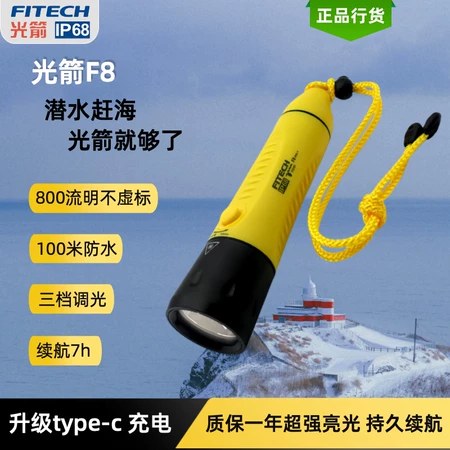 FITECH
光箭 IP68
正品行货
光箭F8
潜水赶海
光箭就够了
800流明不虚标
100米防水
三档调光
续航7h
FITECH
升级type-c 充电
质保一年超强亮光 持久续航